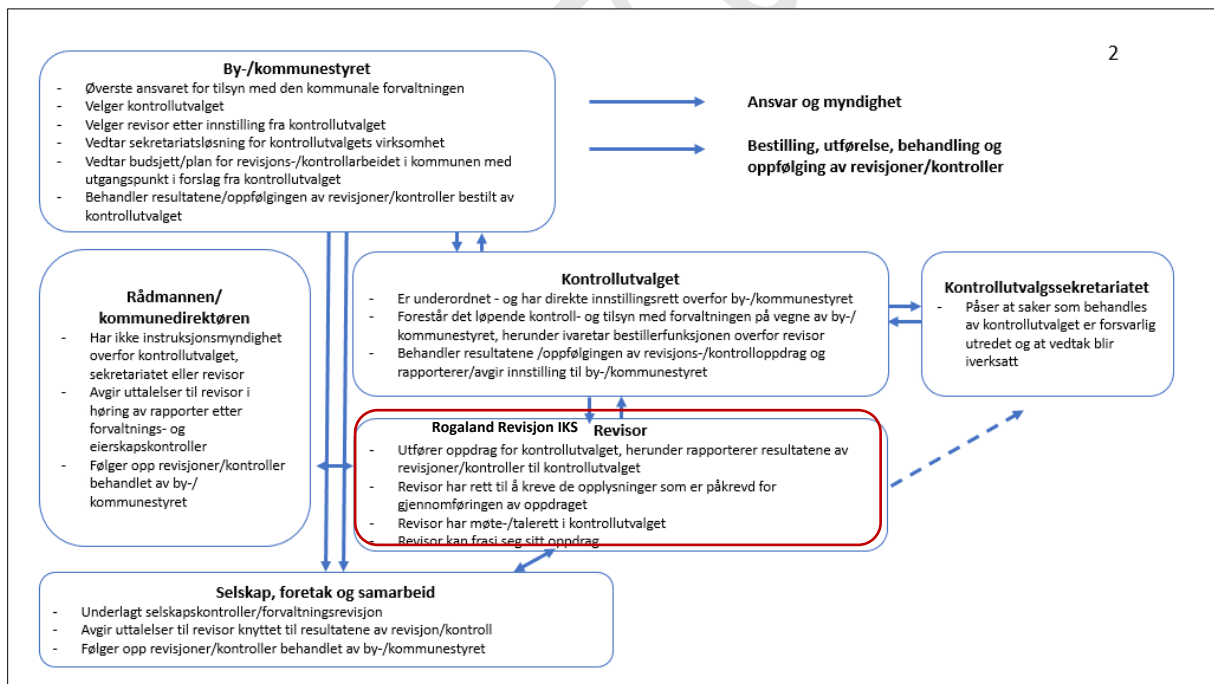 2
By-/kommunestyret
- Øverste ansvaret for tilsyn med den kommunale forvaltningen
- Velger kontrollutvalget
- Velger revisor etter innstilling fra kontrollutvalget
- Vedtar sekretariatsløsning for kontrollutvalgets virksomhet
- Vedtar budsjett/plan for revisjons-/kontrollarbeidet i kommunen med
utgangspunkt i forslag fra kontrollutvalget
- Behandler resultatene/oppfølgingen av revisjoner/kontroller bestilt av
kontrollutvalget
Ansvar og myndighet
Bestilling, utførelse, behandling og
oppfølging av revisjoner/kontroller
Rådmannen/
kommunedirektøren
- Har ikke instruksjonsmyndighet
overfor kontrollutvalget,
sekretariatet eller revisor
- Avgir uttalelser til revisor i
høring av rapporter etter
forvaltnings- og
eierskapskontroller
- Følger opp revisjoner/kontroller
behandlet av by-/
kommunestyret
Kontrollutvalget
- Er underordnet - og har direkte innstillingsrett overfor by-/kommunestyret
- Forestår det løpende kontroll- og tilsyn med forvaltningen på vegne av by-/
kommunestyret, herunder ivaretar bestillerfunksjonen overfor revisor
- Behandler resultatene /oppfølgingen av revisjons-/kontrolloppdrag og
rapporterer/avgir innstilling til by-/kommunestyret
Kontrollutvalgssekretariatet
- Påser at saker som behandles
av kontrollutvalget er forsvarlig
utredet og at vedtak blir
iverksatt
Rogaland Revisjon IKS Revisor
- Utfører oppdrag for kontrollutvalget, herunder rapporterer resultatene av
revisjoner/kontroller til kontrollutvalget
- Revisor har rett til å kreve de opplysninger som er påkrevd for
gjennomføringen av oppdraget
- Revisor har møte-/talerett i kontrollutvalget
- Revisor kan frasi seg sitt oppdrag
Selskap, foretak og samarbeid
- Underlagt selskapskontroller/forvaltningsrevisjon
- Avgir uttalelser til revisor knyttet til resultatene av revisjon/kontroll
- Følger opp revisjoner/kontroller behandlet av by-/kommunestyret